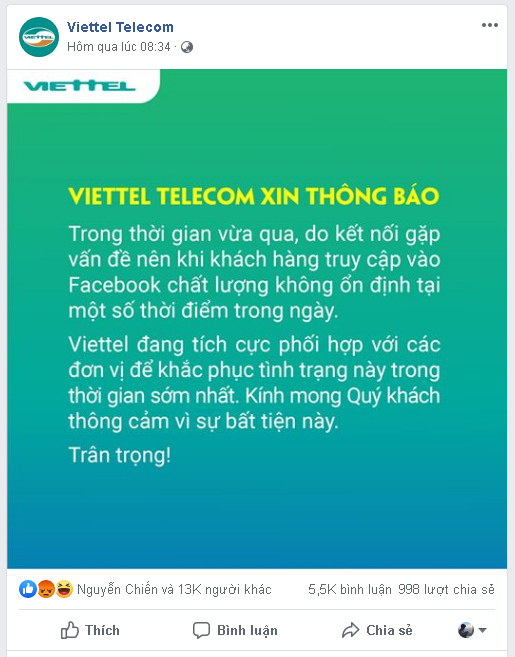 VIETTEL
Viettel Telecom
Hôm qua lúc 08:34 ·
VIETTEL
VIETTEL TELECOM XIN THÔNG BÁO
Trong thời gian vừa qua, do kết nối gặp
vấn đề nên khi khách hàng truy cập vào
Facebook chất lượng không ổn định tại
một số thời điểm trong ngày.
Viettel đang tích cực phối hợp với các
đơn vị để khắc phục tình trạng này trong
thời gian sớm nhất. Kính mong Quý khách
thông cảm vì sự bất tiện này.
Trân trọng!
Nguyễn Chiến và 13K người khác 5,5K bình luận 998 lượt chia sẻ
Thích Bình luận Chia sẻ